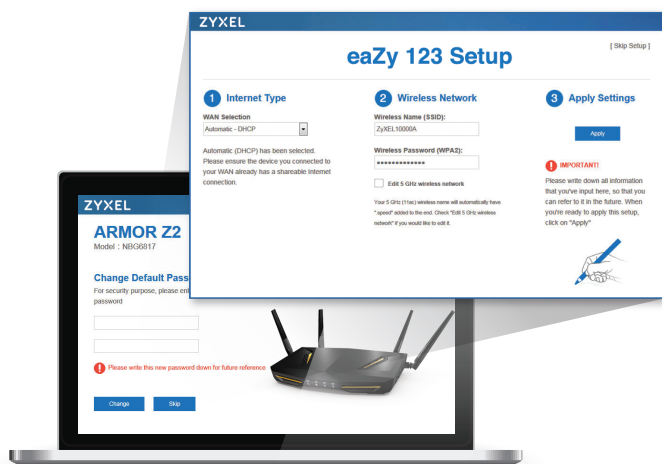 ZYXEL
eaZy 123 Setup
[ Skip Setup ]
1 Internet Type
WAN Selection
Automatic - DHCP
Automatic (DHCP) has been selected.
Please ensure the device you connected to
your WAN already has a shareable Internet
connection.
2 Wireless Network
Wireless Name (SSID):
ZyXEL10000A
Wireless Password (WPA2):
•••••••••••••
Edit 5 GHz wireless network
Your 5 GHz (11ac) wireless name will automatically have
".speed" added to the end. Check "Edit 5 GHz wireless
network" if you would like to edit it.
3 Apply Settings
Apply
! IMPORTANT!
Please write down all information
that you've input here, so that you
can refer to it in the future. When
you're ready to apply this setup,
click on "Apply"
ZYXEL
ARMOR Z2
Model : NBG6817
Change Default Pass
For security purpose, please ent
password
! Please write this new password down for future reference
Change
Skip